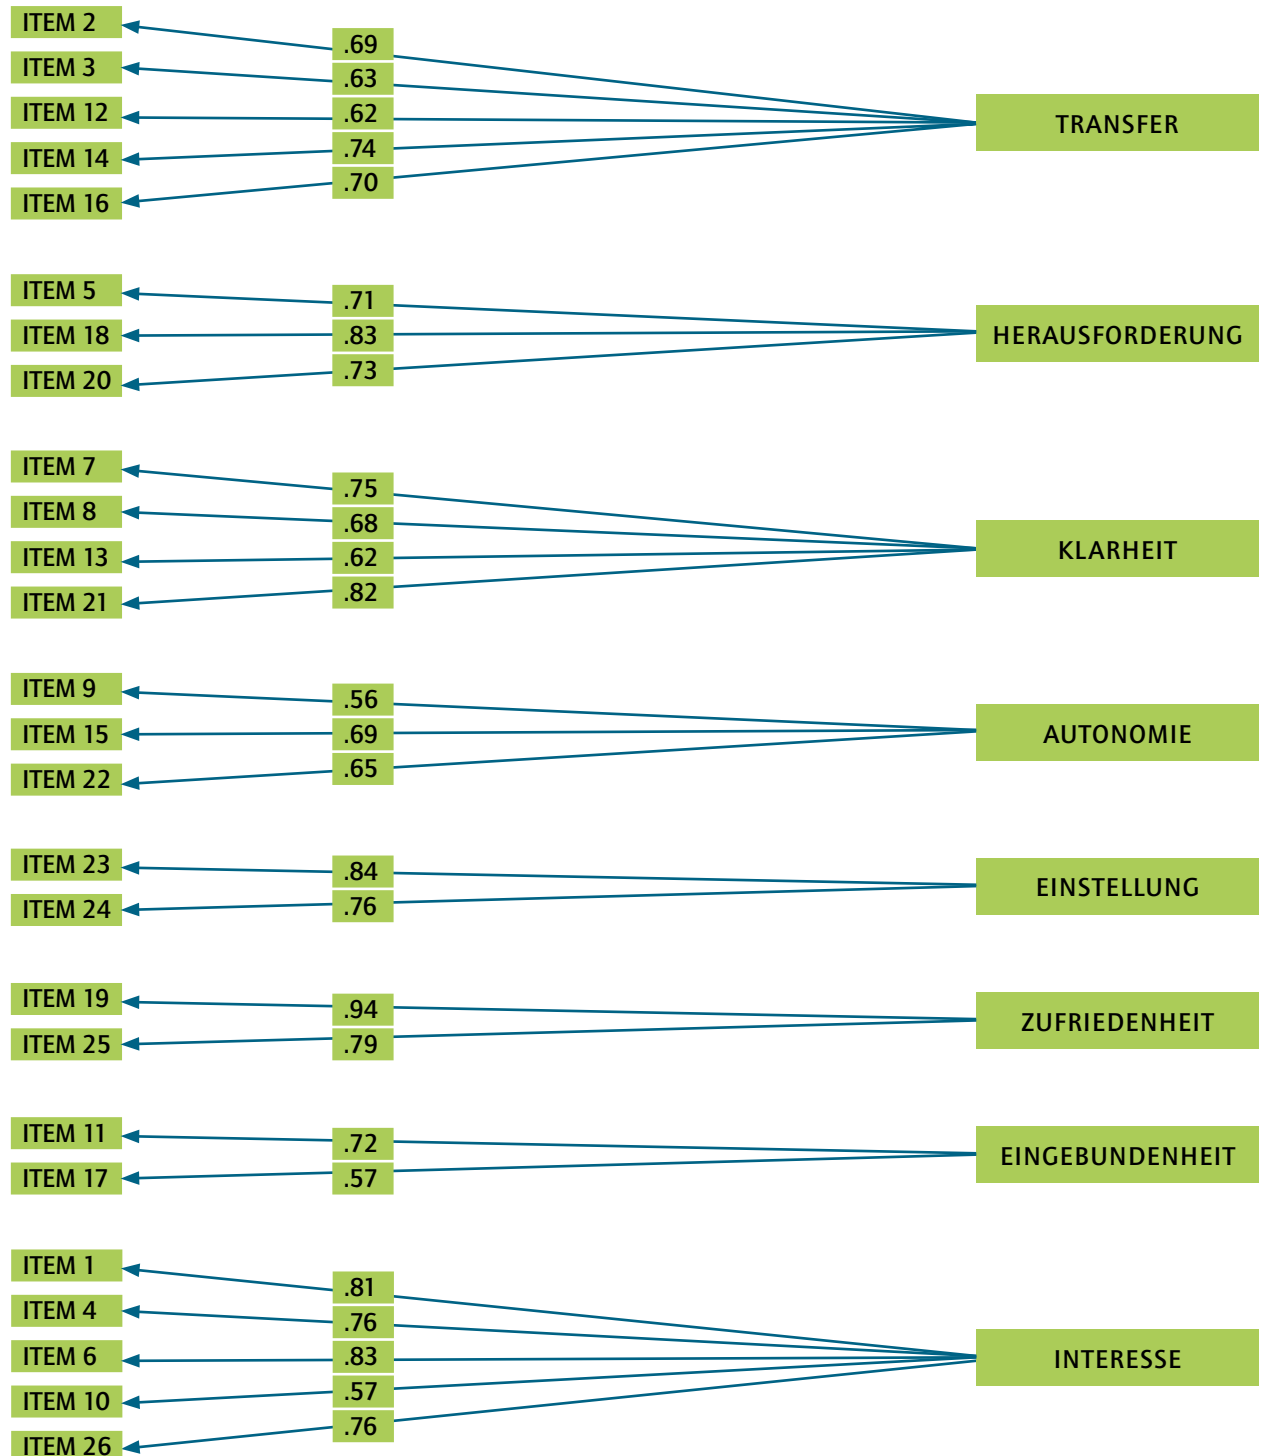 ITEM 2
ITEM 3
ITEM 12
ITEM 14
ITEM 16
.69
.63
.62
.74
.70
TRANSFER
ITEM 5
ITEM 18
ITEM 20
.71
.83
.73
HERAUSFORDERUNG
ITEM 7
ITEM 8
ITEM 13
ITEM 21
.75
.68
.62
.82
KLARHEIT
ITEM 9
ITEM 15
ITEM 22
.56
.69
.65
AUTONOMIE
ITEM 23
ITEM 24
.84
.76
EINSTELLUNG
ITEM 19
ITEM 25
.94
.79
ZUFRIEDENHEIT
ITEM 11
ITEM 17
.72
.57
EINGEBUNDENHEIT
ITEM 1
ITEM 4
ITEM 6
ITEM 10
ITEM 26
.81
.76
.83
.57
.76
INTERESSE